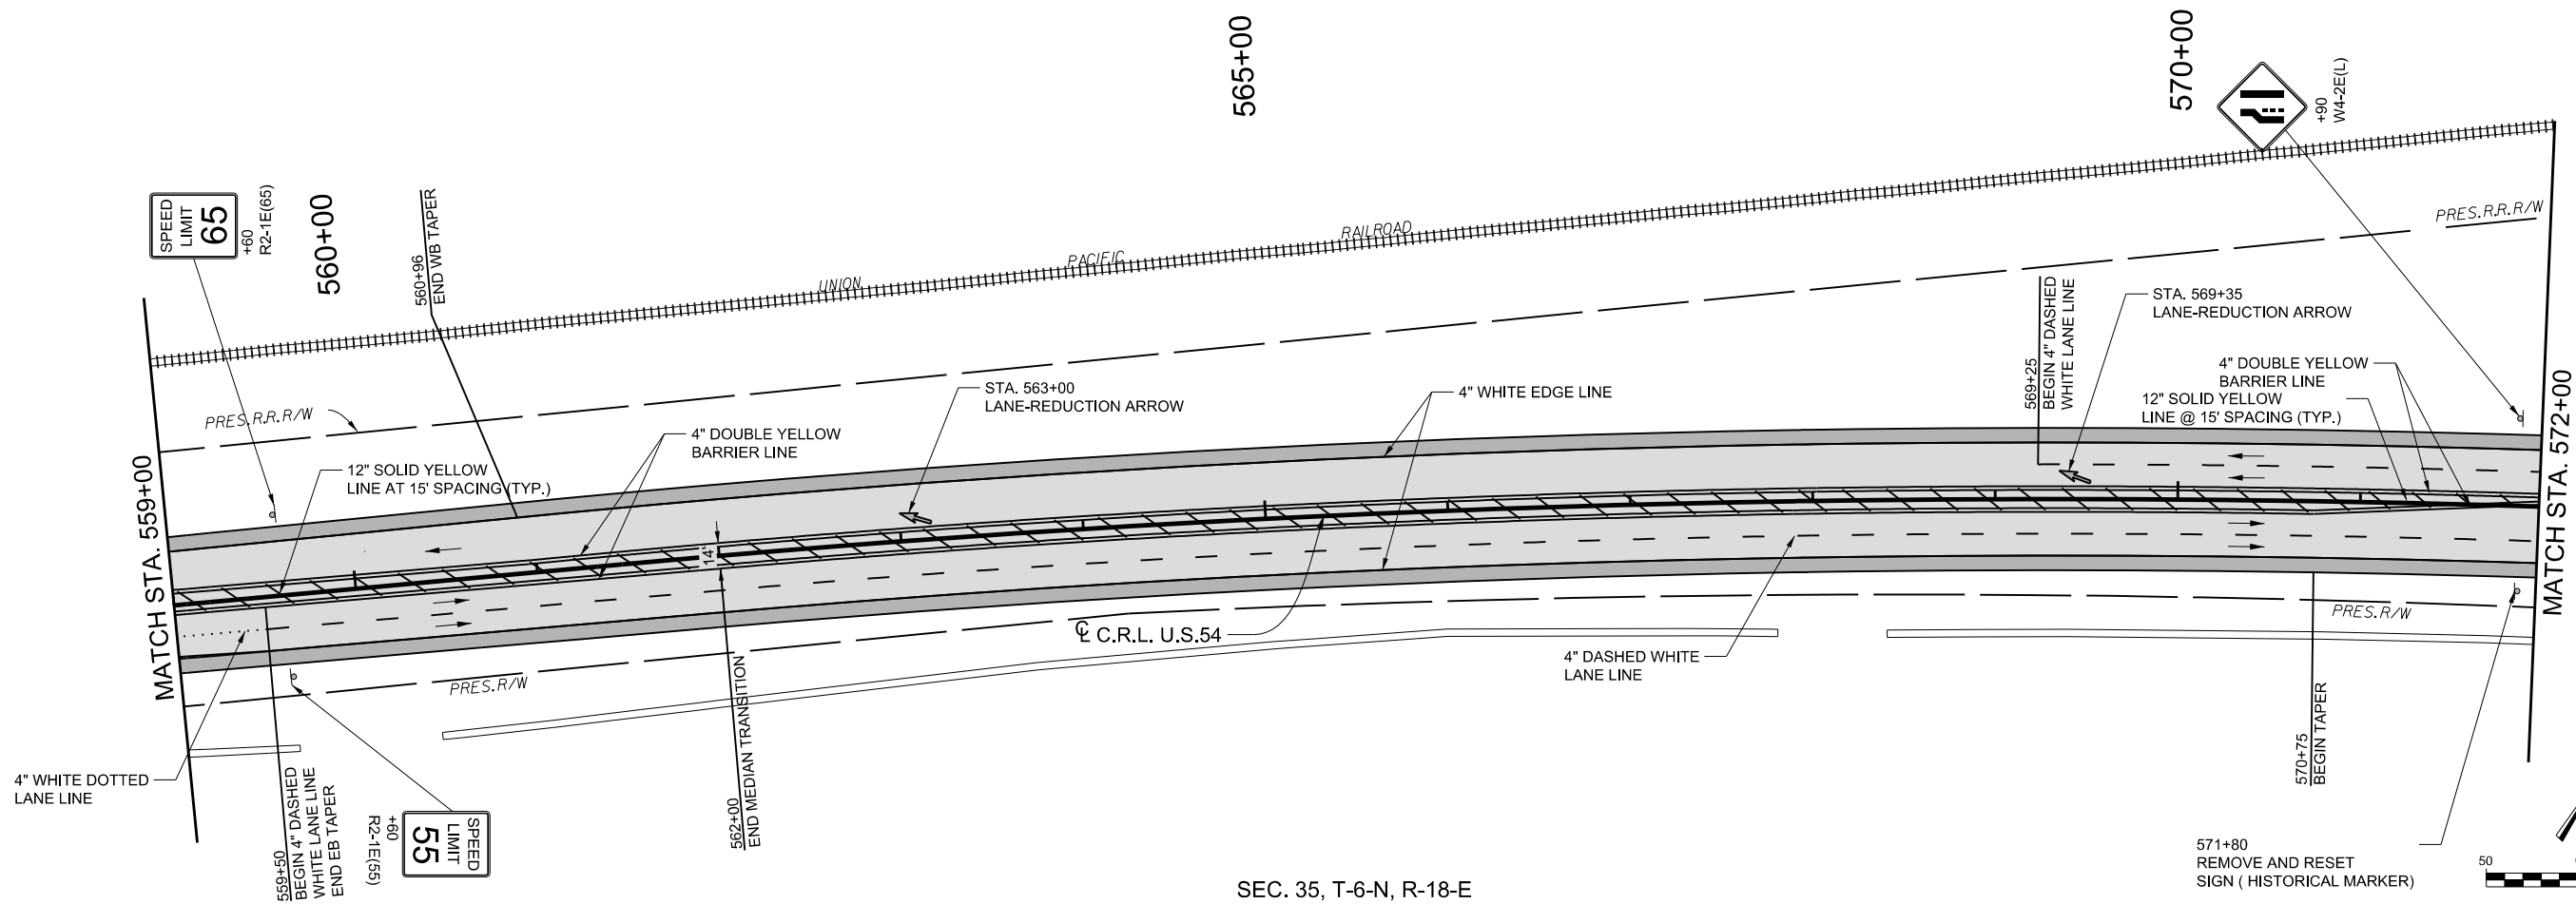 565+00
570+00
+90
W4-2E(L)
SPEED
LIMIT
65
+60
R2-1E(65)
560+00
560+96
END WB TAPER
UNION
PACIFIC
RAILROAD
PRES.R.R.R/W
PRES.R.R.R/W
STA. 563+00
LANE-REDUCTION ARROW
4" WHITE EDGE LINE
569+25
BEGIN 4" DASHED
WHITE LANE LINE
STA. 569+35
LANE-REDUCTION ARROW
4" DOUBLE YELLOW
BARRIER LINE
12" SOLID YELLOW
LINE @ 15' SPACING (TYP.)
4" DOUBLE YELLOW
BARRIER LINE
12" SOLID YELLOW
LINE AT 15' SPACING (TYP.)
MATCH STA. 559+00
MATCH STA. 572+00
14'
℄ C.R.L. U.S.54
4" DASHED WHITE
LANE LINE
PRES.R/W
PRES.R/W
4" WHITE DOTTED
LANE LINE
559+50
BEGIN 4" DASHED
WHITE LANE LINE
END EB TAPER
+60
R2-1E(55)
SPEED
LIMIT
55
562+00
END MEDIAN TRANSITION
570+75
BEGIN TAPER
571+80
REMOVE AND RESET
SIGN ( HISTORICAL MARKER)
50
SEC. 35, T-6-N, R-18-E